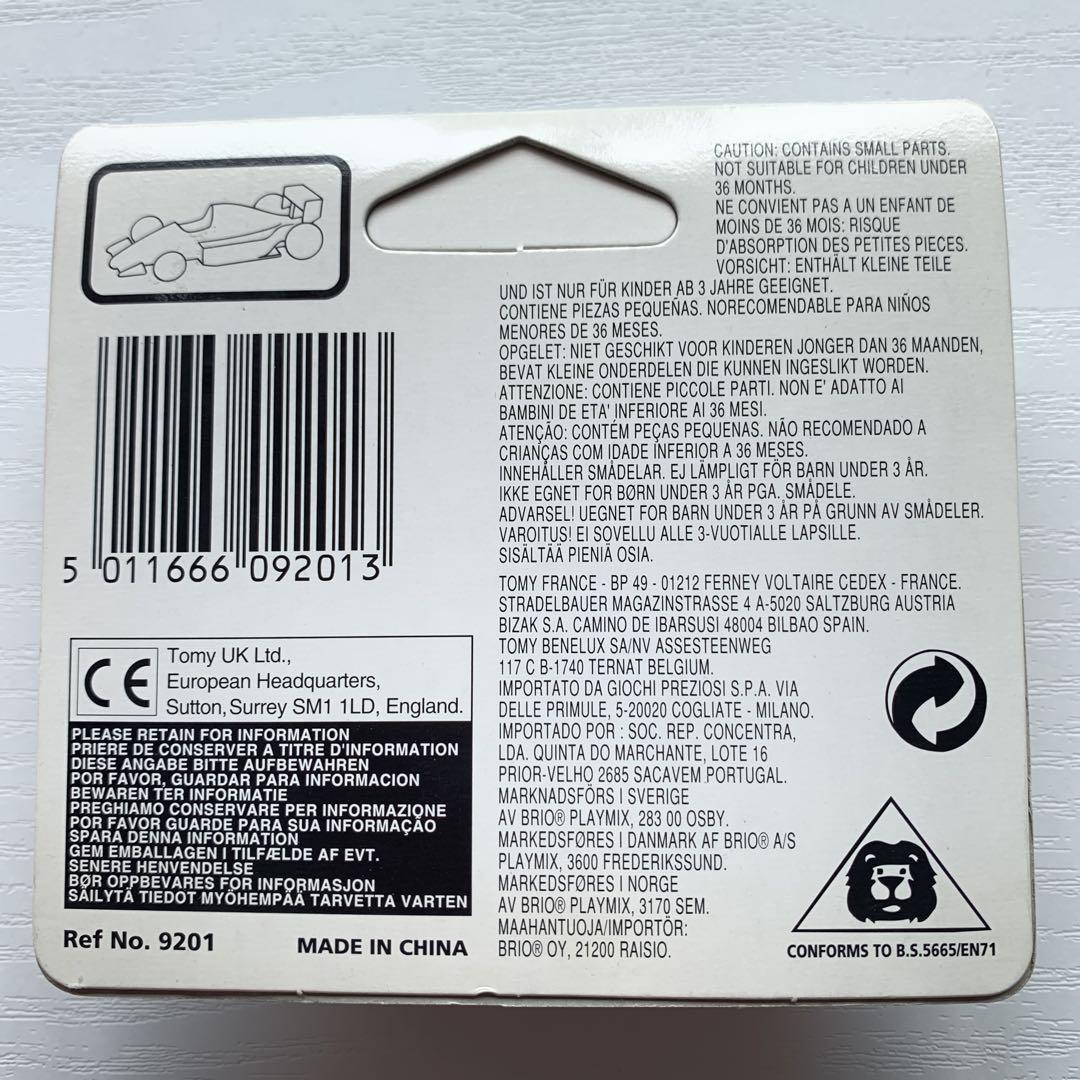 CAUTION: CONTAINS SMALL PARTS.
NOT SUITABLE FOR CHILDREN UNDER
36 MONTHS.
NE CONVIENT PAS A UN ENFANT DE
MOINS DE 36 MOIS: RISQUE
D'ABSORPTION DES PETITES PIECES.
VORSICHT: ENTHÄLT KLEINE TEILE
UND IST NUR FÜR KINDER AB 3 JAHRE GEEIGNET.
CONTIENE PIEZAS PEQUEÑAS. NORECOMENDABLE PARA NIÑOS
MENORES DE 36 MESES.
OPGELET: NIET GESCHIKT VOOR KINDEREN JONGER DAN 36 MAANDEN,
BEVAT KLEINE ONDERDELEN DIE KUNNEN INGESLIKT WORDEN.
ATTENZIONE: CONTIENE PICCOLE PARTI. NON E' ADATTO AI
BAMBINI DE ETA' INFERIORE AI 36 MESI.
ATENÇÃO: CONTÉM PEÇAS PEQUENAS. NÃO RECOMENDADO A
CRIANÇAS COM IDADE INFERIOR A 36 MESES.
INNEHÅLLER SMÅDELAR. EJ LÄMPLIGT FÖR BARN UNDER 3 ÅR.
IKKE EGNET FOR BØRN UNDER 3 ÅR PGA. SMÅDELE.
ADVARSEL! UEGNET FOR BARN UNDER 3 ÅR PÅ GRUNN AV SMÅDELER.
VAROITUS! EI SOVELLU ALLE 3-VUOTIALLE LAPSILLE.
SISÄLTÄÄ PIENIÄ OSIA.
TOMY FRANCE - BP 49 - 01212 FERNEY VOLTAIRE CEDEX - FRANCE.
STRADELBAUER MAGAZINSTRASSE 4 A-5020 SALTZBURG AUSTRIA
BIZAK S.A. CAMINO DE IBARSUSI 48004 BILBAO SPAIN.
TOMY BENELUX SA/NV ASSESTEENWEG
117 C B-1740 TERNAT BELGIUM.
IMPORTATO DA GIOCHI PREZIOSI S.P.A. VIA
DELLE PRIMULE, 5-20020 COGLIATE - MILANO.
IMPORTADO POR : SOC. REP. CONCENTRA,
LDA. QUINTA DO MARCHANTE, LOTE 16
PRIOR-VELHO 2685 SACAVEM PORTUGAL.
MARKNADSFÖRS I SVERIGE
AV BRIO® PLAYMIX, 283 00 OSBY.
MARKEDSFØRES I DANMARK AF BRIO® A/S
PLAYMIX, 3600 FREDERIKSSUND.
MARKEDSFØRES I NORGE
AV BRIO® PLAYMIX, 3170 SEM.
MAAHANTUOJA/IMPORTÖR:
BRIO® OY, 21200 RAISIO.
5 011666 092013
CE
Tomy UK Ltd.,
European Headquarters,
Sutton, Surrey SM1 1LD, England.
PLEASE RETAIN FOR INFORMATION
PRIERE DE CONSERVER A TITRE D'INFORMATION
DIESE ANGABE BITTE AUFBEWAHREN
POR FAVOR, GUARDAR PARA INFORMACION
BEWAREN TER INFORMATIE
PREGHIAMO CONSERVARE PER INFORMAZIONE
POR FAVOR GUARDE PARA SUA INFORMAÇÃO
SPARA DENNA INFORMATION
GEM EMBALLAGEN I TILFÆLDE AF EVT.
SENERE HENVENDELSE
BØR OPPBEVARES FOR INFORMASJON
SÄILYTÄ TIEDOT MYÖHEMPÄÄ TARVETTA VARTEN
Ref No. 9201
MADE IN CHINA
CONFORMS TO B.S.5665/EN71